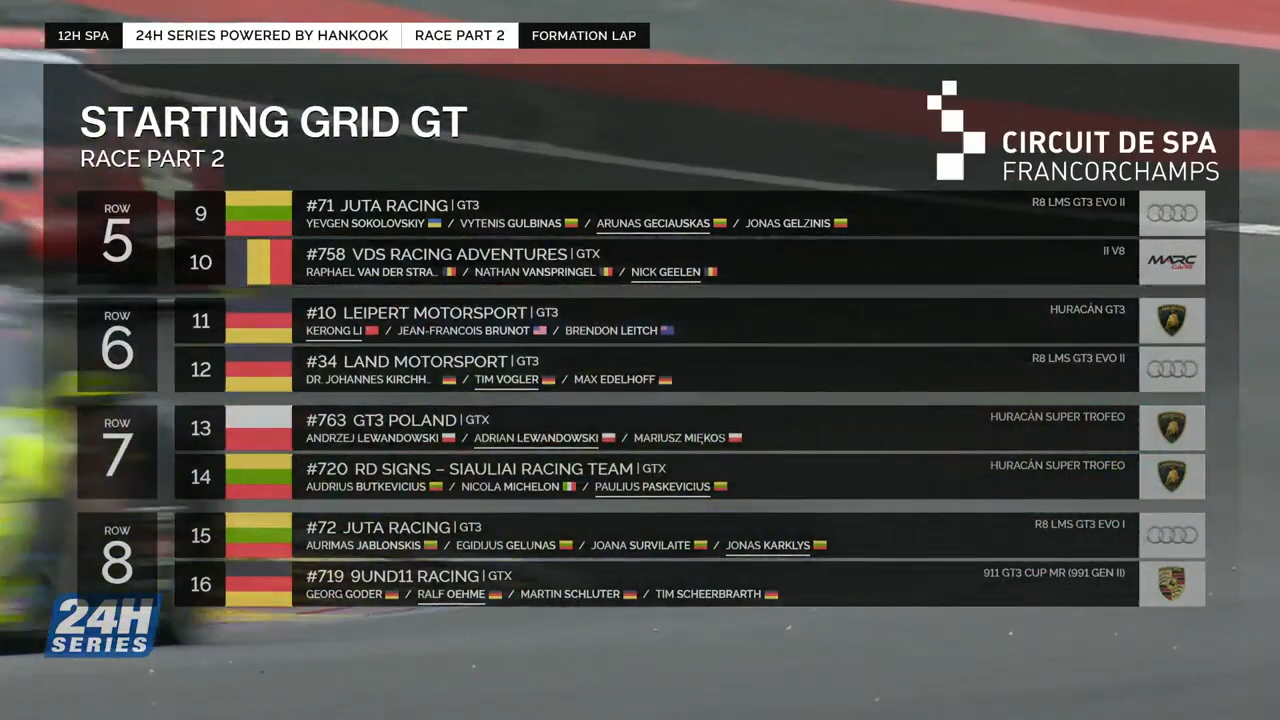 12H SPA 24H SERIES POWERED BY HANKOOK RACE PART 2 FORMATION LAP
STARTING GRID GT
RACE PART 2
CIRCUIT DE SPA
FRANCORCHAMPS
ROW
5
9
#71 JUTA RACING | GT3
R8 LMS GT3 EVO II
YEVGEN SOKOLOVSKIY / VYTENIS GULBINAS / ARUNAS GECIAUSKAS / JONAS GELZINIS
10
#758 VDS RACING ADVENTURES | GTX
II V8
MARC CARS
RAPHAEL VAN DER STRA.. / NATHAN VANSPRINGEL / NICK GEELEN
ROW
6
11
#10 LEIPERT MOTORSPORT | GT3
HURACÁN GT3
KERONG LI / JEAN-FRANCOIS BRUNOT / BRENDON LEITCH
12
#34 LAND MOTORSPORT | GT3
R8 LMS GT3 EVO II
DR. JOHANNES KIRCHH.. / TIM VOGLER / MAX EDELHOFF
ROW
7
13
#763 GT3 POLAND | GTX
HURACÁN SUPER TROFEO
ANDRZEJ LEWANDOWSKI / ADRIAN LEWANDOWSKI / MARIUSZ MIĘKOS
14
#720 RD SIGNS – SIAULIAI RACING TEAM | GTX
HURACÁN SUPER TROFEO
AUDRIUS BUTKEVICIUS / NICOLA MICHELON / PAULIUS PASKEVICIUS
ROW
8
15
#72 JUTA RACING | GT3
R8 LMS GT3 EVO I
AURIMAS JABLONSKIS / EGIDIJUS GELUNAS / JOANA SURVILAITE / JONAS KARKLYS
16
#719 9UND11 RACING | GTX
911 GT3 CUP MR (991 GEN II)
GEORG GODER / RALF OEHME / MARTIN SCHLUTER / TIM SCHEERBRARTH
24H
SERIES